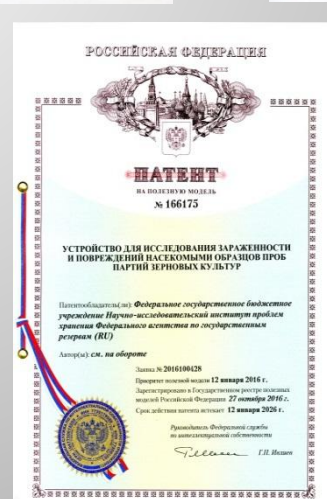 РОССИЙСКАЯ ФЕДЕРАЦИЯ
ПАТЕНТ
НА ПОЛЕЗНУЮ МОДЕЛЬ
№ 166175
УСТРОЙСТВО ДЛЯ ИССЛЕДОВАНИЯ ЗАРАЖЕННОСТИ
И ПОВРЕЖДЕНИЙ НАСЕКОМЫМИ ОБРАЗЦОВ ПРОБ
ПАРТИЙ ЗЕРНОВЫХ КУЛЬТУР
Патентообладатель(ли): Федеральное государственное бюджетное
учреждение Научно-исследовательский институт проблем
хранения Федерального агентства по государственным
резервам (RU)
Автор(ы): см. на обороте
Заявка № 2016100428
Приоритет полезной модели 12 января 2016 г.
Зарегистрировано в Государственном реестре полезных
моделей Российской Федерации 27 октября 2016 г.
Срок действия патента истекает 12 января 2026 г.
Руководитель Федеральной службы
по интеллектуальной собственности
Г.П. Ивлиев